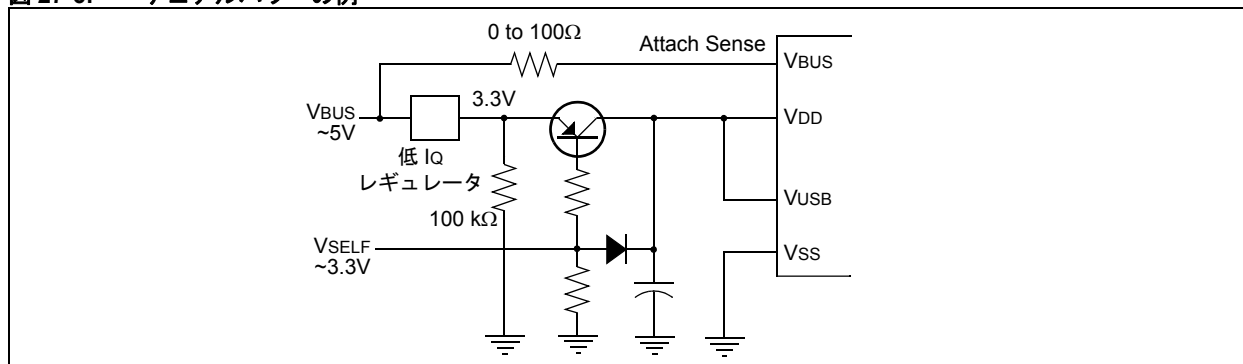 0 to 100Ω
Attach Sense
VBUS
VBUS
~5V
3.3V
VDD
低 IQ
レギュレータ
100 kΩ
VUSB
VSELF
~3.3V
VSS